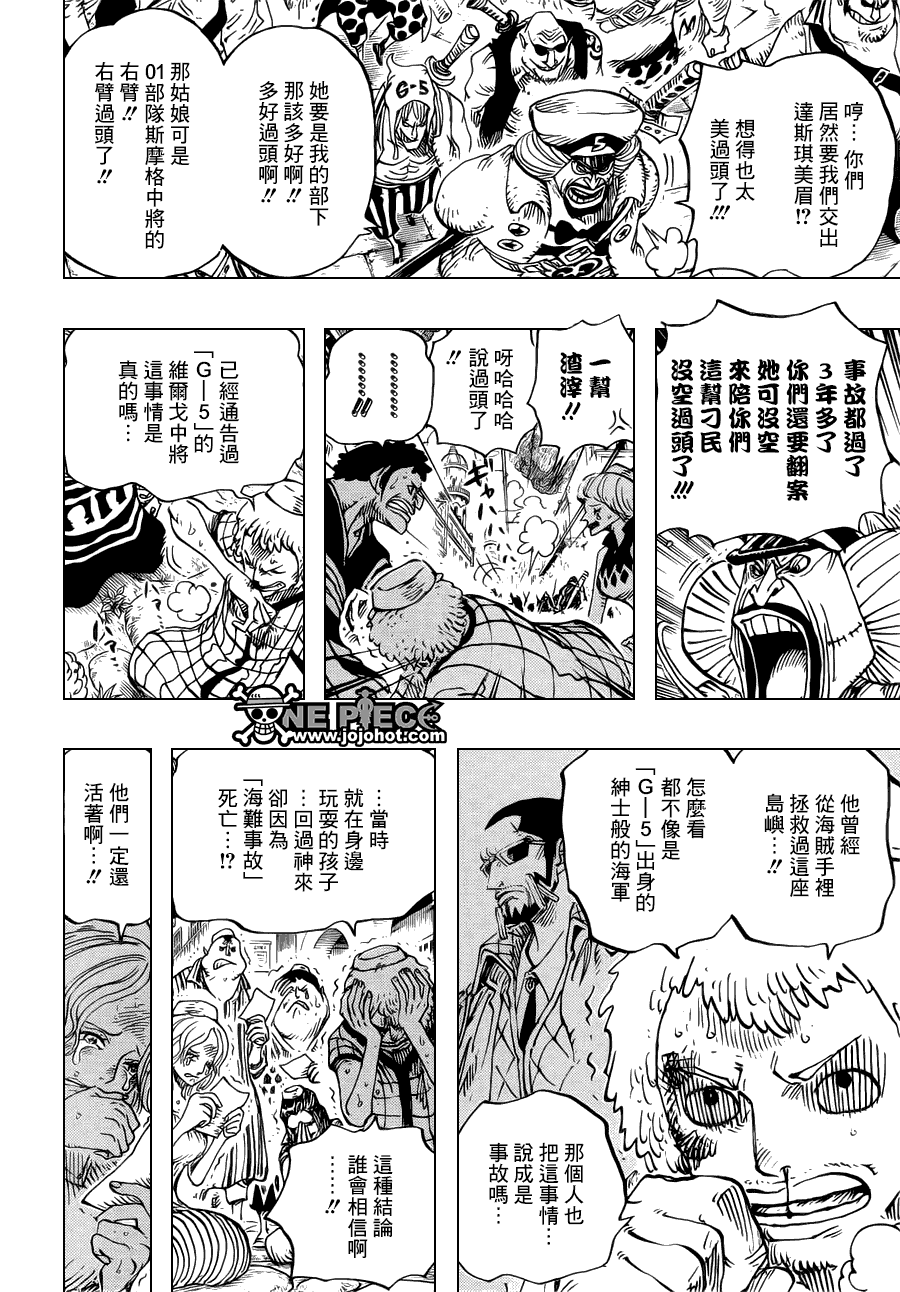 哼…你們
居然要我們交出
達斯琪美眉!?
想得也太
美過頭了!!!
她要是我的部下
那該多好啊!!
多好過頭啊!!
那姑娘可是
01部隊斯摩格中將的
右臂!!
右臂過頭了!!
G-5
5
事故都過了
3年多了
你們還要翻案
她可沒空
來陪你們
這幫刁民
沒空過頭了!!!
一幫
渣滓!!
呀哈哈哈
說過頭了
!!
ギャハハ
已經通告過
「G—5」的
維爾戈中將
這事情是
真的嗎…
ONE PIECE
www.jojohot.com
他曾經
從海賊手裡
拯救過這座
島嶼…
怎麼看
都不像是
「G—5」出身的
紳士般的海軍
那個人也
把這事情…
說成是
事故嗎…
…當時
就在身邊
玩耍的孩子
…回過神來
卻因為
「海難事故」
死亡…!?
這種結論
誰會相信啊
……!!
他們一定還
活著啊…!!